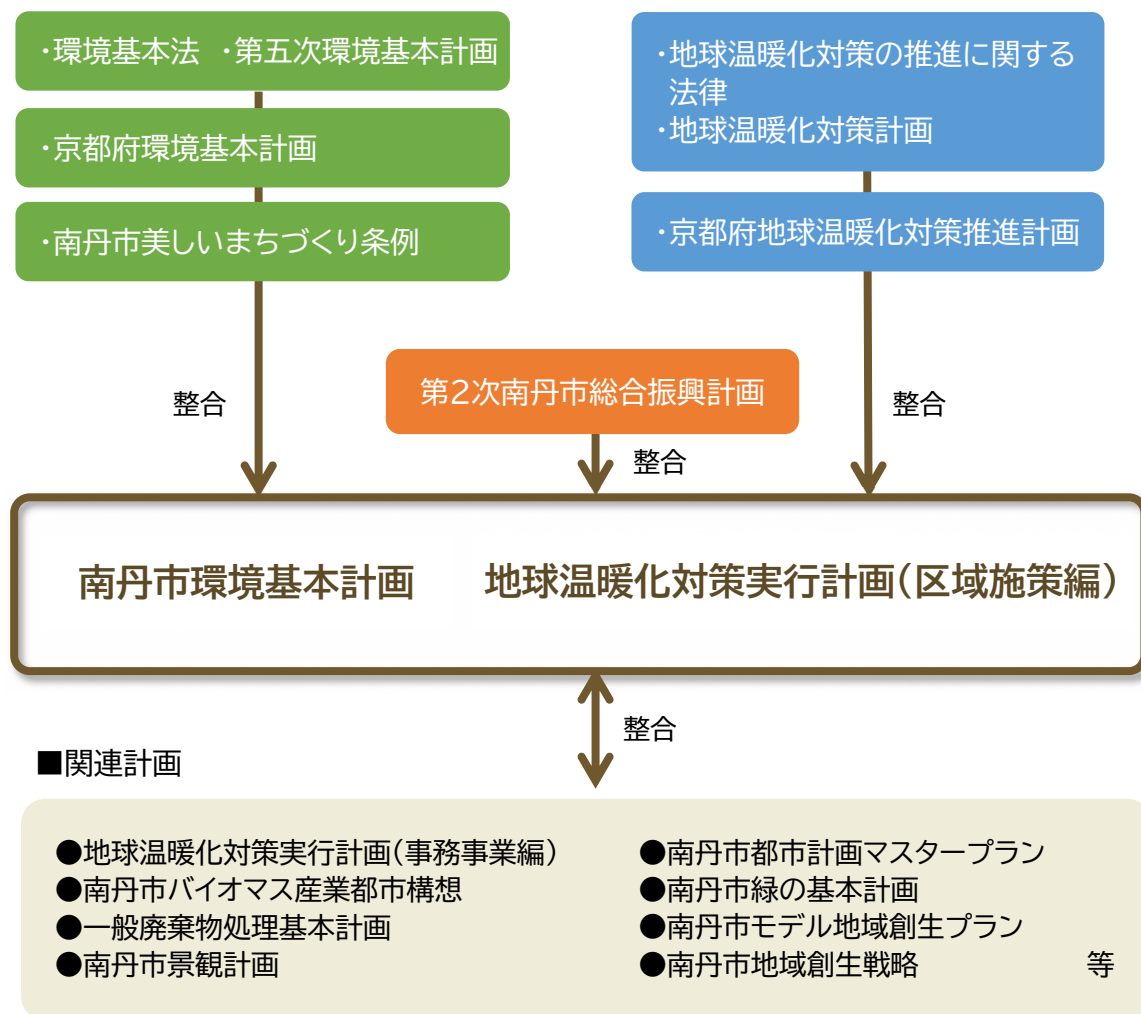 ・環境基本法 ・第五次環境基本計画
・京都府環境基本計画
・南丹市美しいまちづくり条例
・地球温暖化対策の推進に関する
法律
・地球温暖化対策計画
・京都府地球温暖化対策推進計画
整合
第2次南丹市総合振興計画
整合
整合
南丹市環境基本計画
地球温暖化対策実行計画(区域施策編)
整合
■関連計画
●地球温暖化対策実行計画(事務事業編)
●南丹市バイオマス産業都市構想
●一般廃棄物処理基本計画
●南丹市景観計画
●南丹市都市計画マスタープラン
●南丹市緑の基本計画
●南丹市モデル地域創生プラン
●南丹市地域創生戦略 等